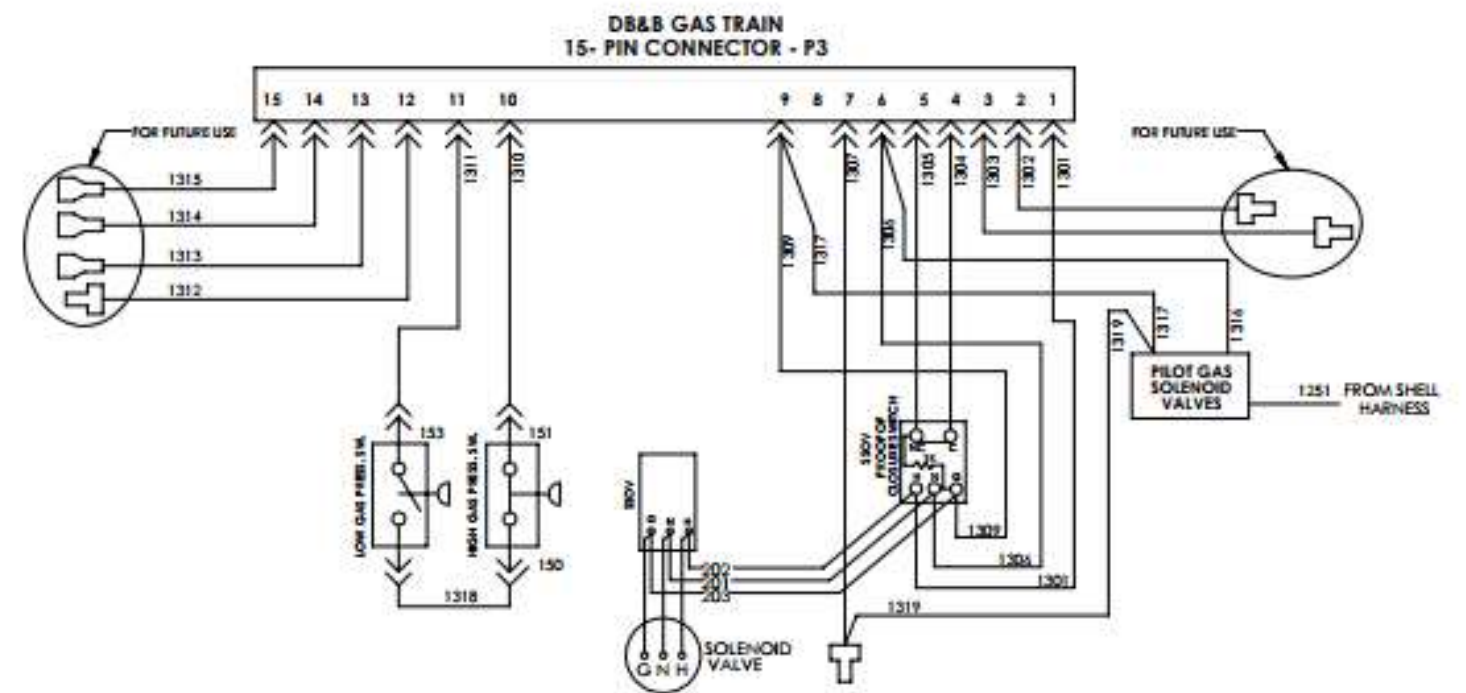 DB&B GAS TRAIN
15- PIN CONNECTOR - P3
15 14 13 12 11 10 9 8 7 6 5 4 3 2 1
FOR FUTURE USE
FOR FUTURE USE
1311
1310
1307
1305
1304
1303
1302
1301
1315
1314
1313
1312
1309
1317
1306
1319
1317
1316
PILOT GAS
SOLENOID
VALVES
1251 FROM SHELL
HARNESS
153
151
LOW GAS PRESS. SW.
HIGH GAS PRESS. SW.
150
1318
SSOV
PROOF OF
CLOSURE SWITCH
SSOV
1309
1306
1301
202
201
203
1319
SOLENOID
VALVE
G N H